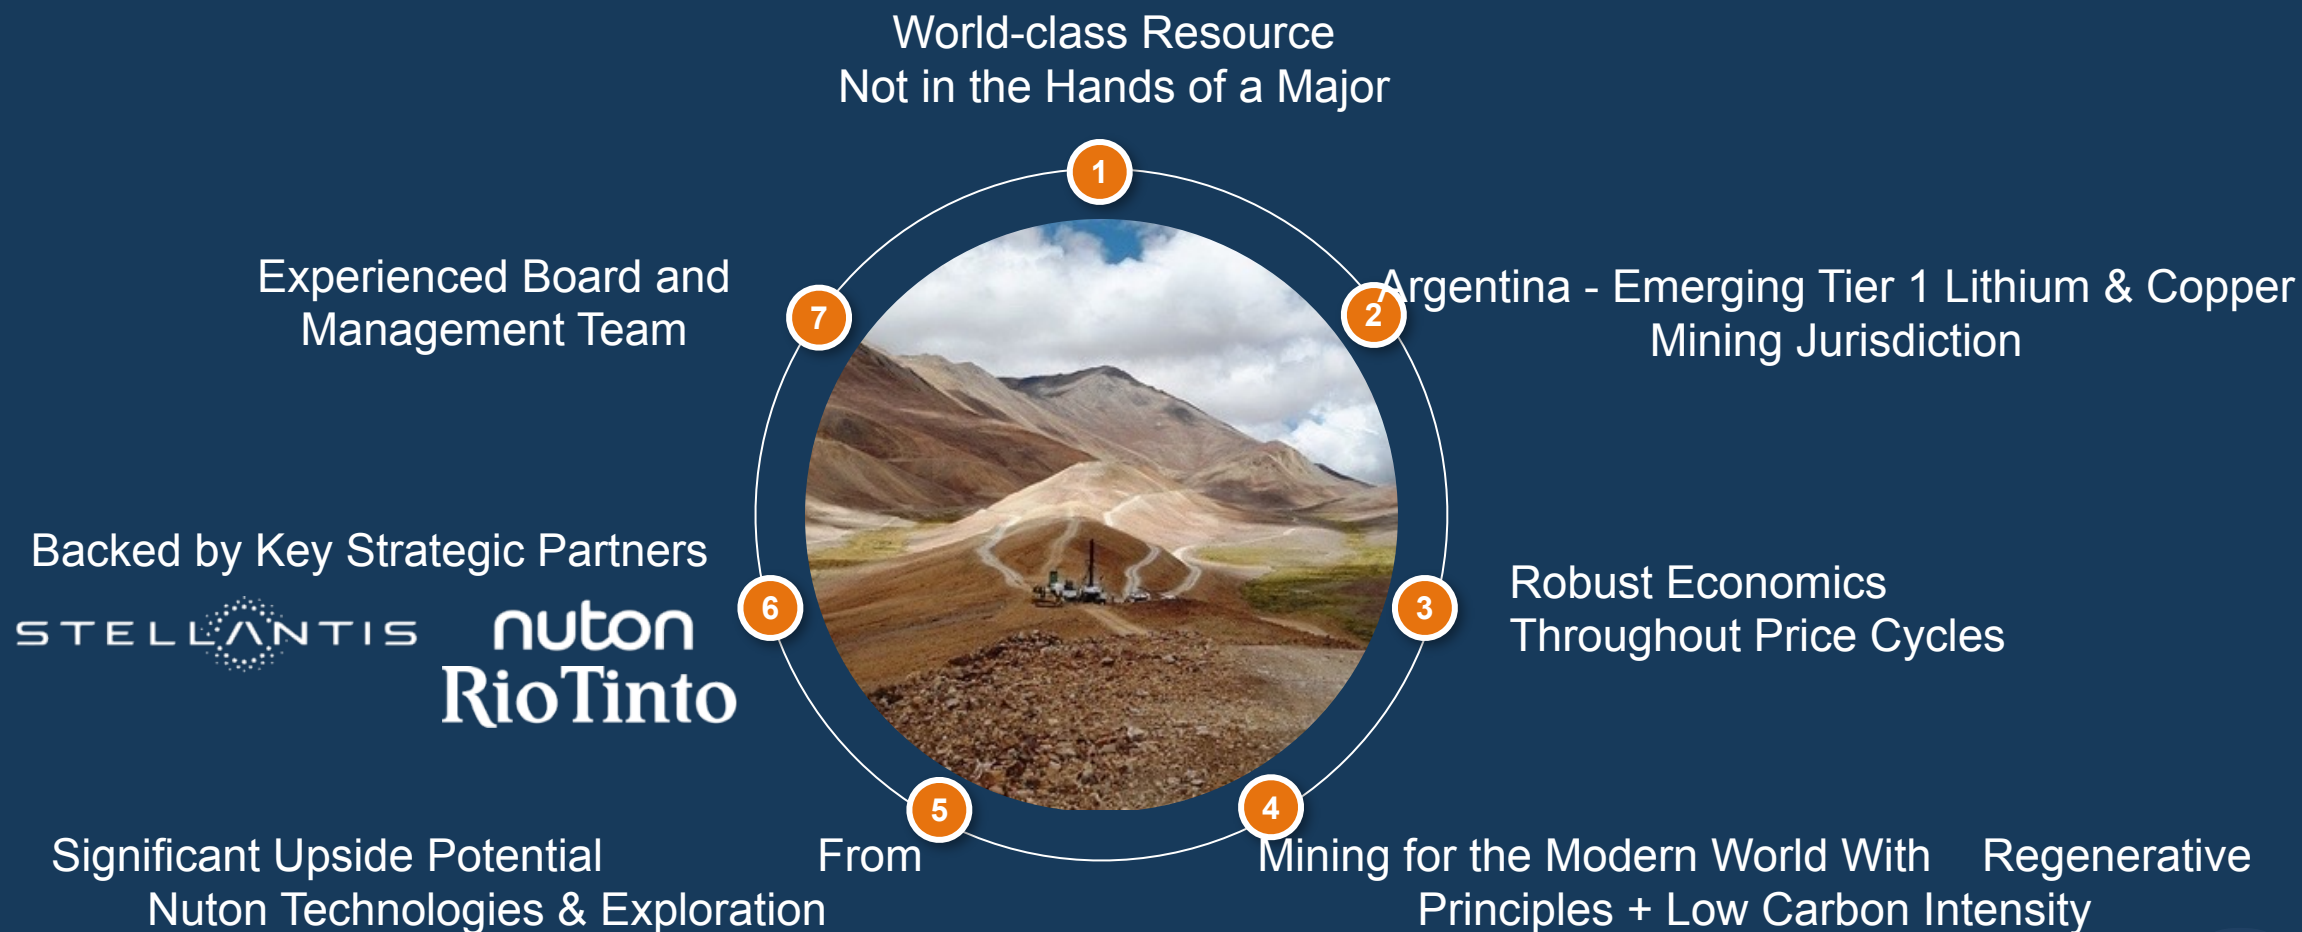 World-class Resource
Not in the Hands of a Major
1
Argentina - Emerging Tier 1 Lithium & Copper
Mining Jurisdiction
2
Robust Economics
Throughout Price Cycles
3
Mining for the Modern World With Regenerative
Principles + Low Carbon Intensity
4
Significant Upside Potential From
Nuton Technologies & Exploration
5
Backed by Key Strategic Partners
STELLANTIS
nuton
RioTinto
6
Experienced Board and
Management Team
7